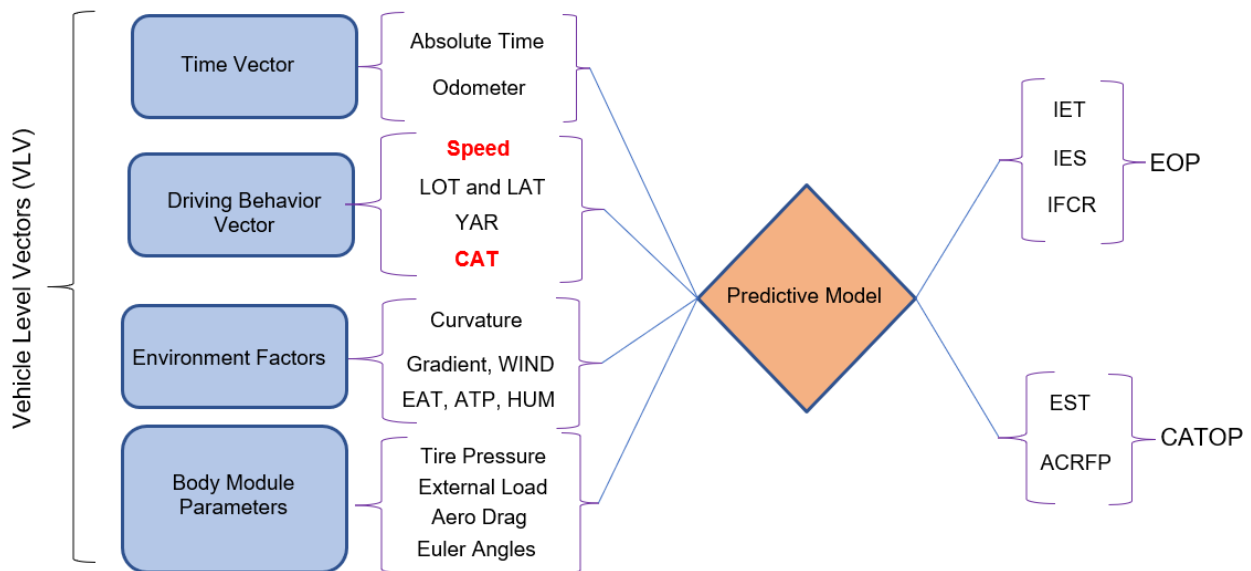 Vehicle Level Vectors (VLV)
Time Vector
Absolute Time
Odometer
Driving Behavior
Vector
Speed
LOT and LAT
YAR
CAT
Environment Factors
Curvature
Gradient, WIND
EAT, ATP, HUM
Body Module
Parameters
Tire Pressure
External Load
Aero Drag
Euler Angles
Predictive Model
IET
IES
IFCR
EOP
EST
ACRFP
CATOP